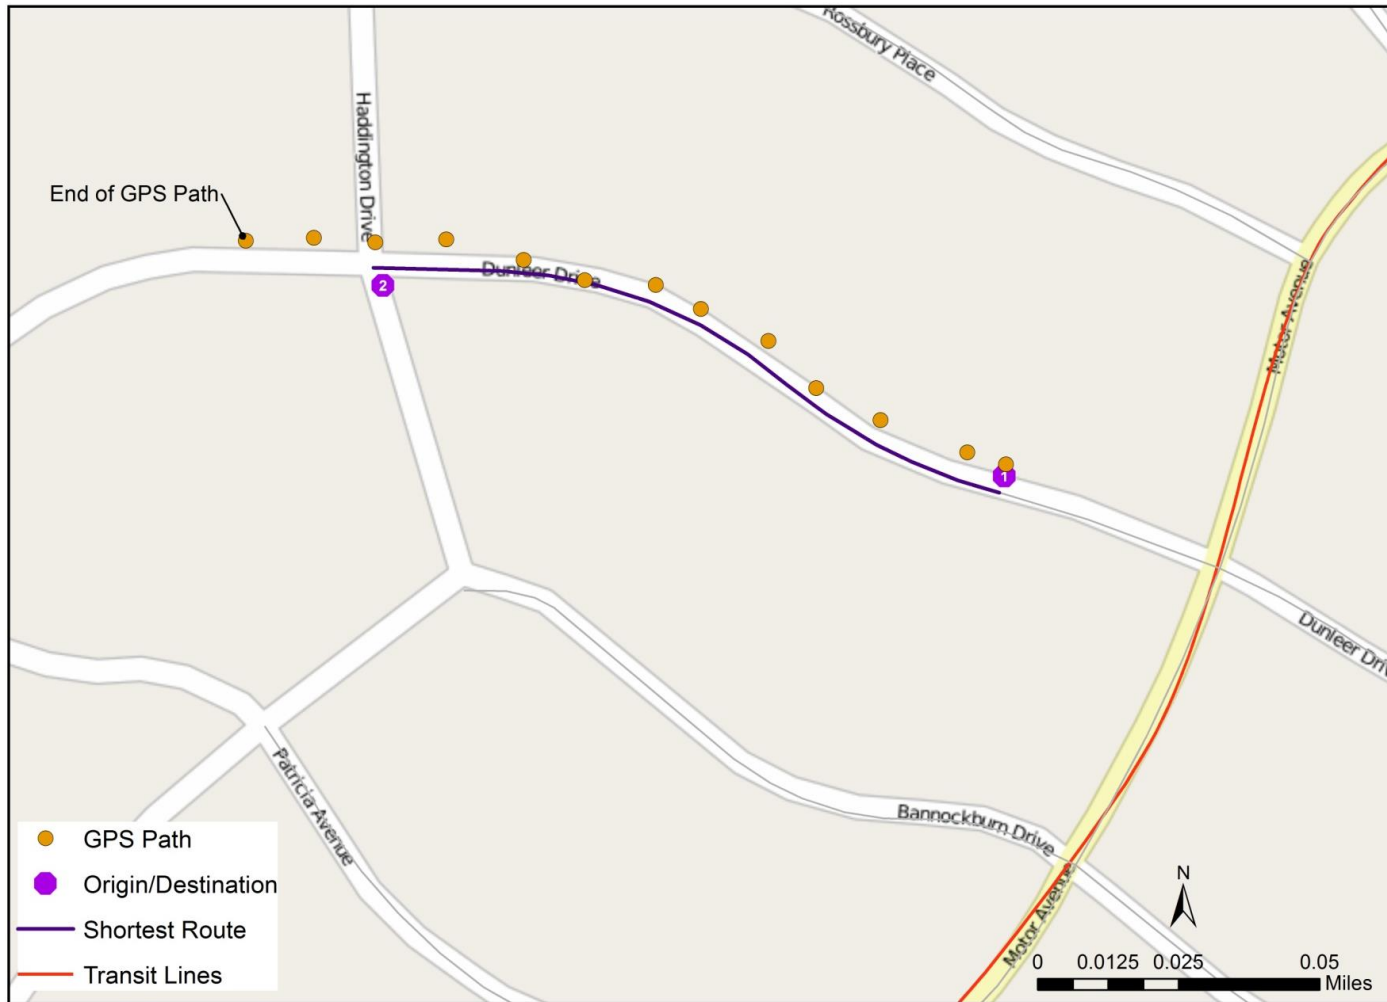 Rossbury Place
Haddington Drive
End of GPS Path
Dunleer Drive
2
Motor Avenue
1
Dunleer Driv
Patricia Avenue
Bannockburn Drive
Motor Avenue
GPS Path
Origin/Destination
Shortest Route
Transit Lines
N
0 0.0125 0.025 0.05
Miles